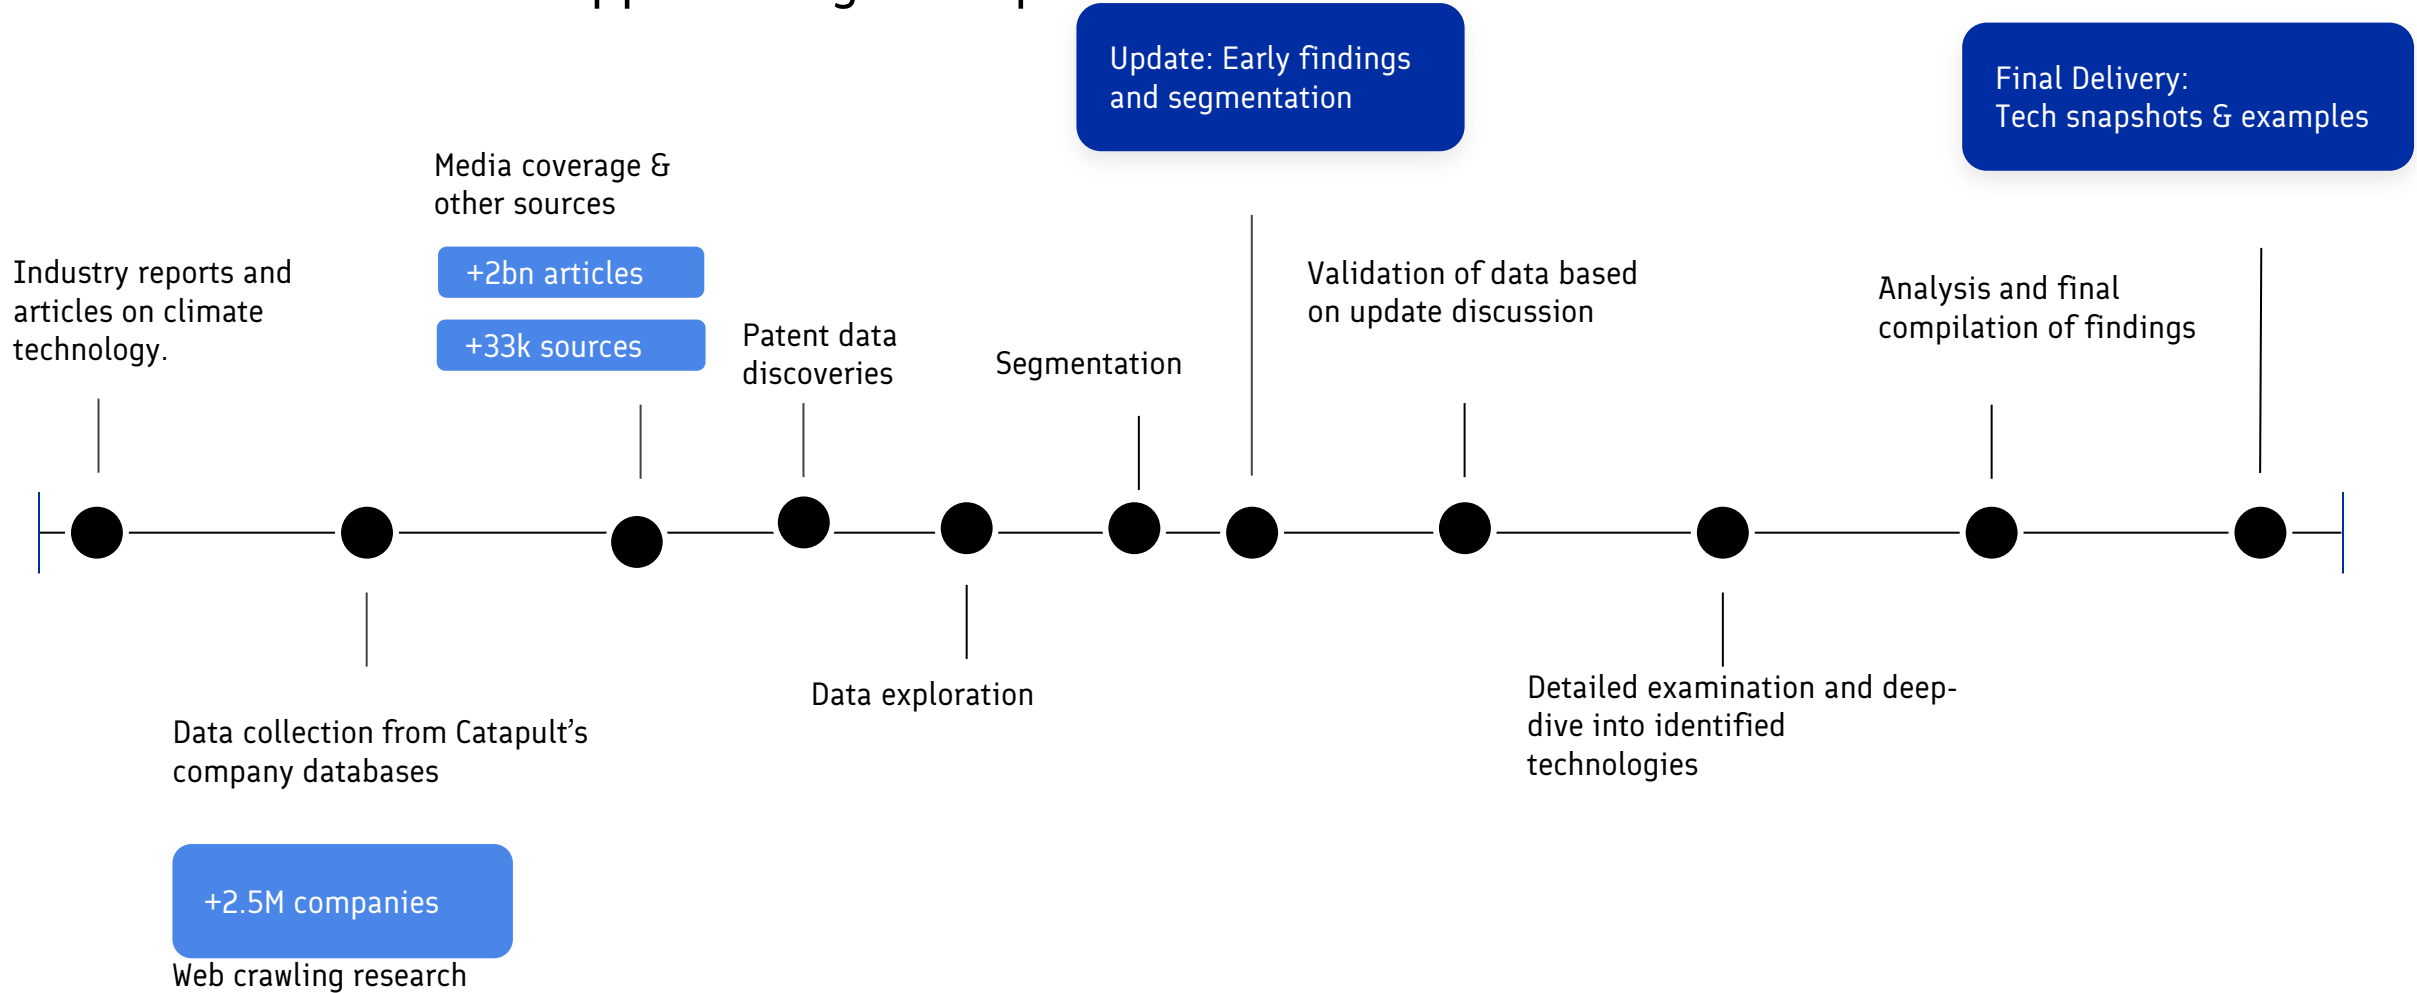 Update: Early findings
and segmentation
Final Delivery:
Tech snapshots & examples
Media coverage &
other sources
+2bn articles
+33k sources
Industry reports and
articles on climate
technology.
Patent data
discoveries
Segmentation
Validation of data based
on update discussion
Analysis and final
compilation of findings
Data exploration
Data collection from Catapult’s
company databases
+2.5M companies
Web crawling research
Detailed examination and deep-
dive into identified
technologies